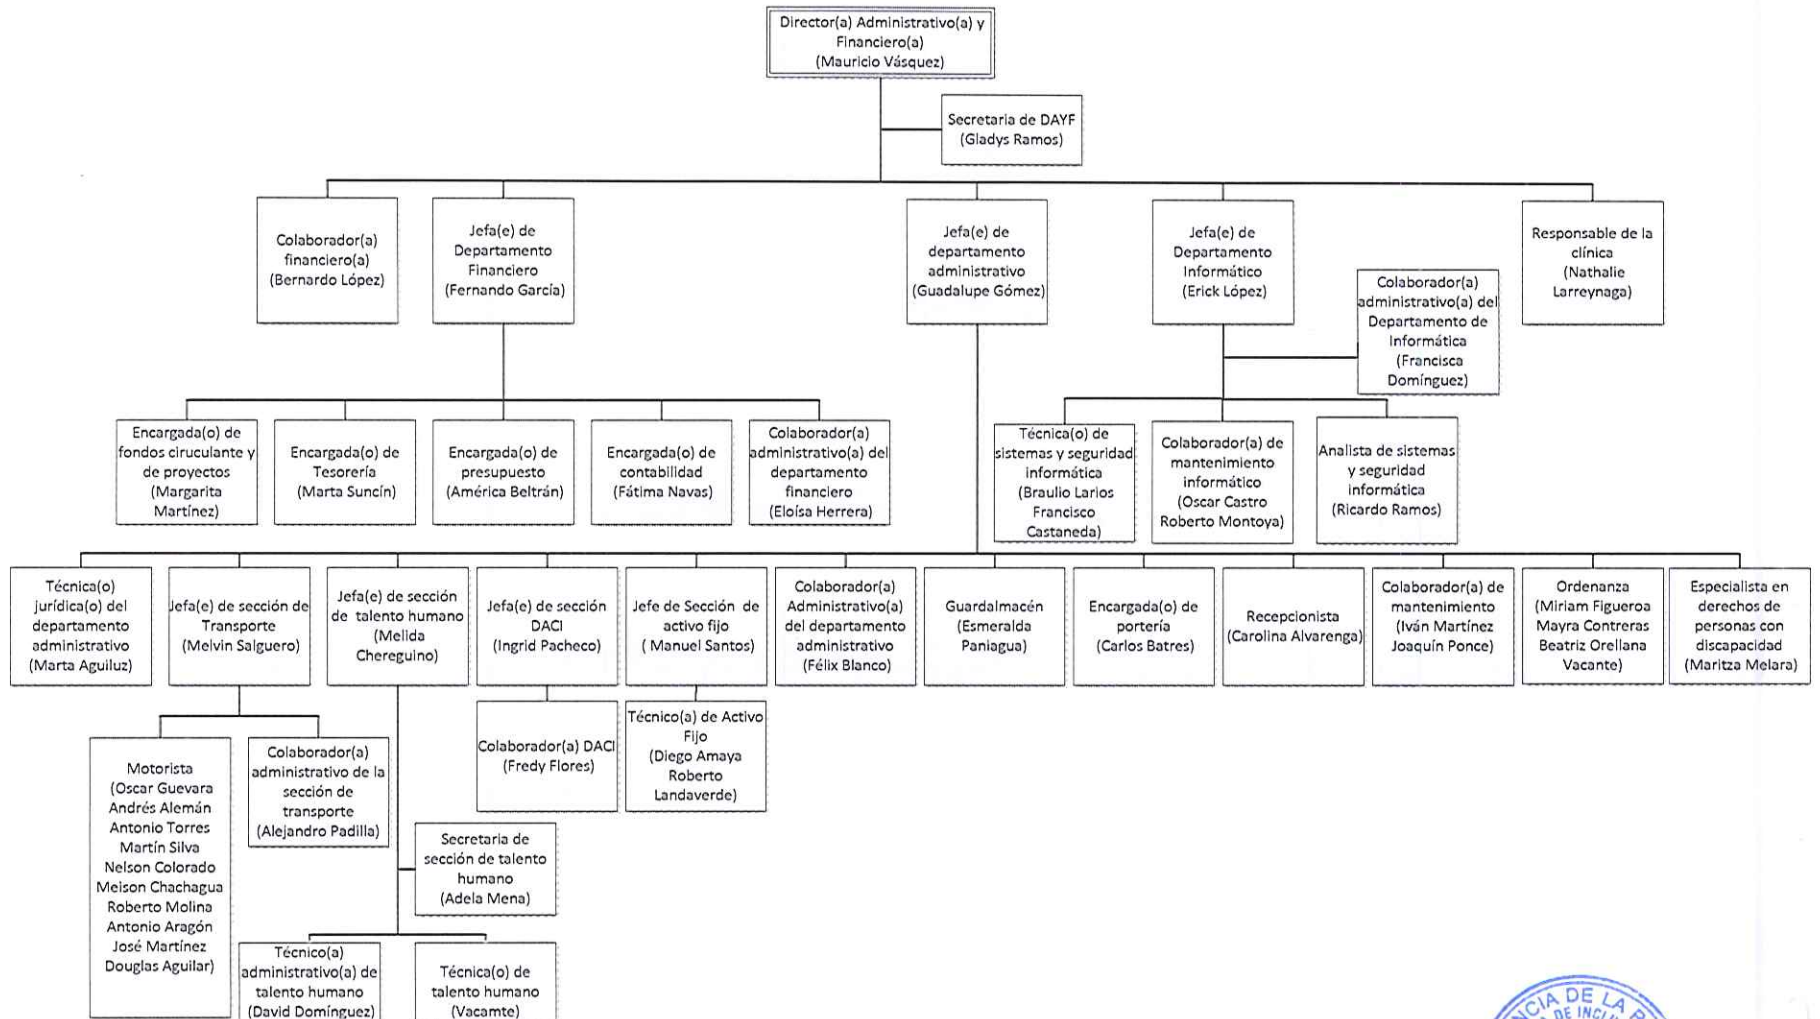 Director(a) Administrativo(a) y
Financiero(a)
(Mauricio Vásquez)
Secretaria de DAYF
(Gladys Ramos)
Colaborador(a)
financiero(a)
(Bernardo López)
Jefa(e) de
Departamento
Financiero
(Fernando García)
Jefa(e) de
departamento
administrativo
(Guadalupe Gómez)
Jefa(e) de
Departamento
Informático
(Erick López)
Colaborador(a)
administrativo(a) del
Departamento de
Informática
(Francisca
Domínguez)
Responsable de la
clínica
(Nathalie
Larreynaga)
Encargada(o) de
fondos ciruculante y
de proyectos
(Margarita
Martínez)
Encargada(o) de
Tesorería
(Marta Suncín)
Encargada(o) de
presupuesto
(América Beltrán)
Encargada(o) de
contabilidad
(Fátima Navas)
Colaborador(a)
administrativo(a) del
departamento
financiero
(Eloísa Herrera)
Técnica(o) de
sistemas y seguridad
informática
(Braulio Larios
Francisco
Castaneda)
Colaborador(a) de
mantenimiento
informático
(Oscar Castro
Roberto Montoya)
Analista de sistemas
y seguridad
informática
(Ricardo Ramos)
Técnica(o)
jurídica(o) del
departamento
administrativo
(Marta Aguiluz)
Jefa(e) de sección de
Transporte
(Melvin Salguero)
Jefa(e) de sección
de talento humano
(Melida
Chereguino)
Jefa(e) de sección
DACI
(Ingrid Pacheco)
Jefe de Sección de
activo fijo
( Manuel Santos)
Colaborador(a)
Administrativo(a)
del departamento
administrativo
(Félix Blanco)
Guardalmacén
(Esmeralda
Paniagua)
Encargada(o) de
portería
(Carlos Batres)
Recepcionista
(Carolina Alvarenga)
Colaborador(a) de
mantenimiento
(Iván Martínez
Joaquín Ponce)
Ordenanza
(Miriam Figueroa
Mayra Contreras
Beatriz Orellana
Vacante)
Especialista en
derechos de
personas con
discapacidad
(Maritza Melara)
Motorista
(Oscar Guevara
Andrés Alemán
Antonio Torres
Martín Silva
Nelson Colorado
Meison Chachagua
Roberto Molina
Antonio Aragón
José Martínez
Douglas Aguilar)
Colaborador(a)
administrativo de la
sección de
transporte
(Alejandro Padilla)
Colaborador(a) DACI
(Fredy Flores)
Técnico(a) de Activo
Fijo
(Diego Amaya
Roberto
Landaverde)
Secretaria de
sección de talento
humano
(Adela Mena)
Técnico(a)
administrativo(a) de
talento humano
(David Domínguez)
Técnica(o) de
talento humano
(Vacamte)
DE LA
DE